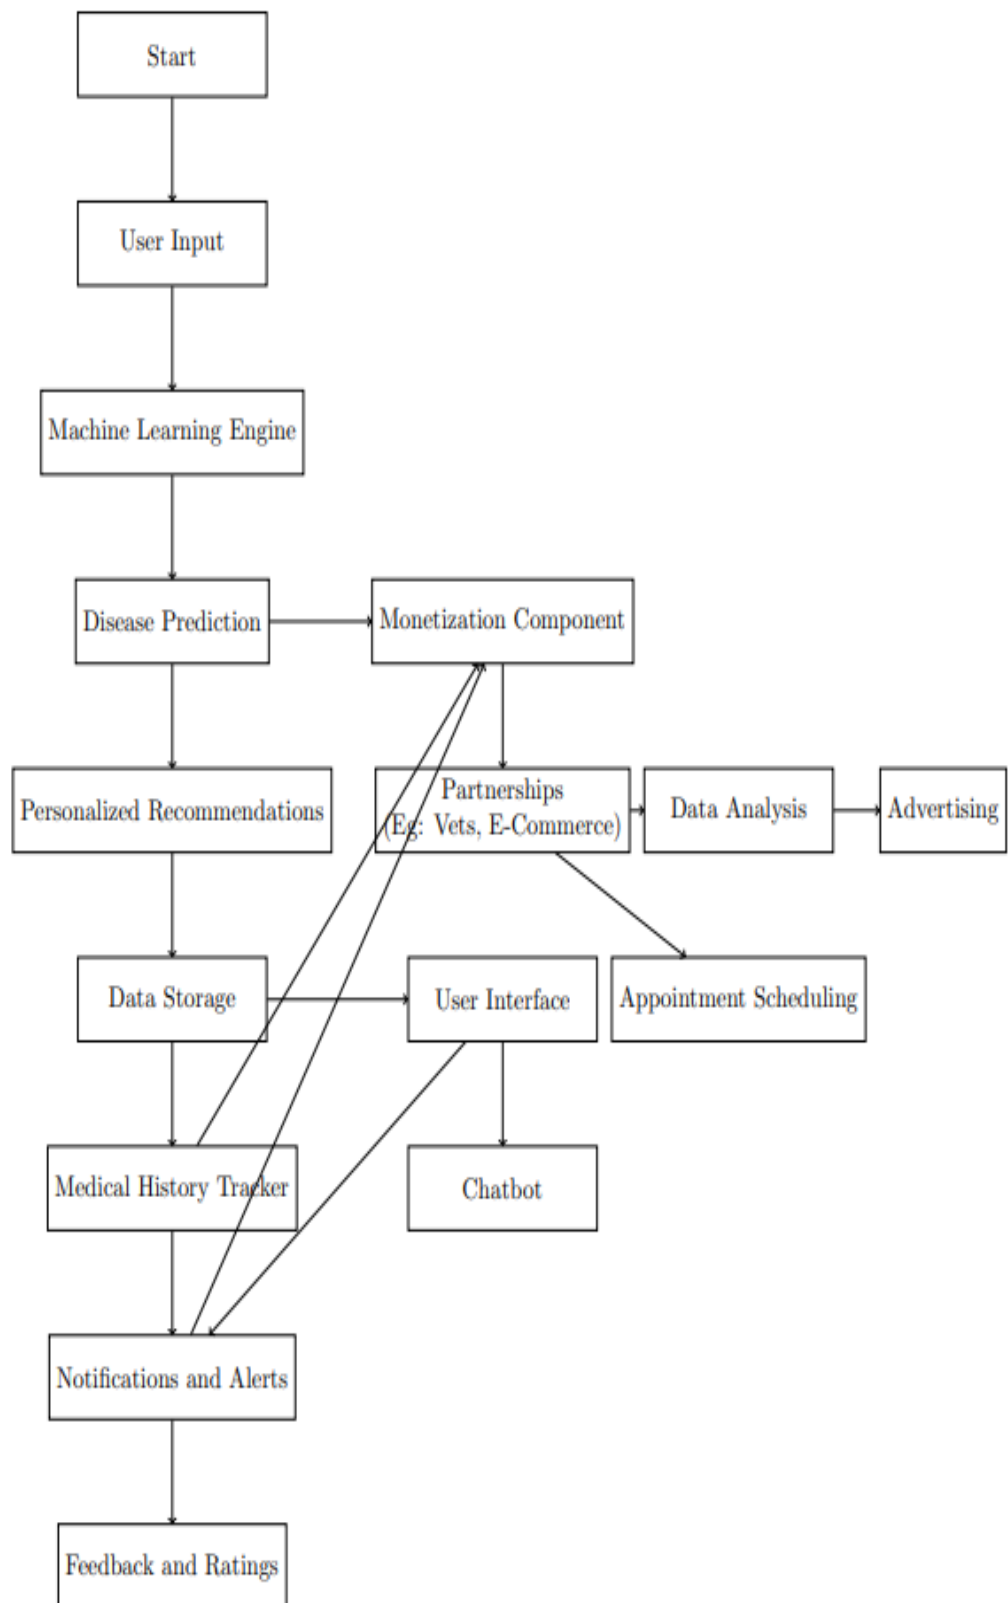 Start
User Input
Machine Learning Engine
Disease Prediction
Monetization Component
Personalized Recommendations
Partnerships
(Eg: Vets, E-Commerce)
Data Analysis
Advertising
Data Storage
User Interface
Appointment Scheduling
Medical History Tracker
Chatbot
Notifications and Alerts
Feedback and Ratings